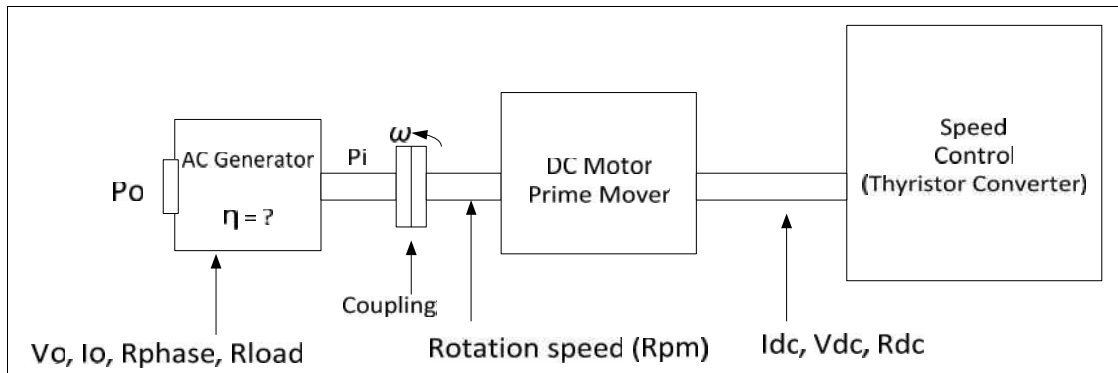 AC Generator
η = ?
Po
Pi
ω
Coupling
DC Motor
Prime Mover
Speed
Control
(Thyristor Converter)
Vo, Io, Rphase, Rload
Rotation speed (Rpm)
Idc, Vdc, Rdc